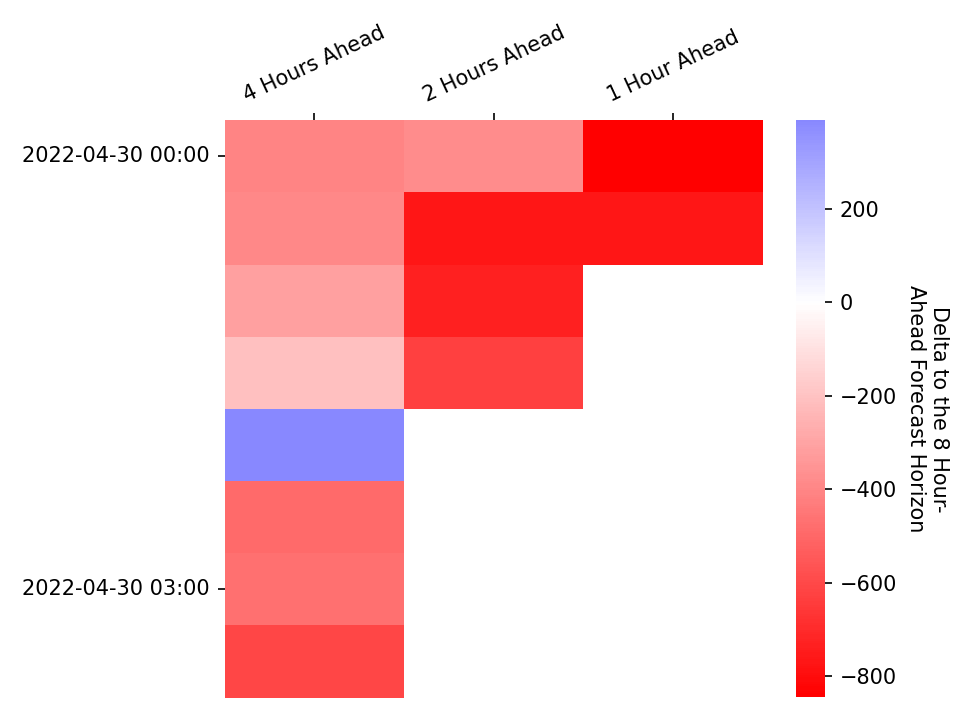 4 Hours Ahead
2 Hours Ahead
1 Hour Ahead
2022-04-30 00:00
2022-04-30 03:00
200
0
−200
−400
−600
−800
Delta to the 8 Hour-
Ahead Forecast Horizon